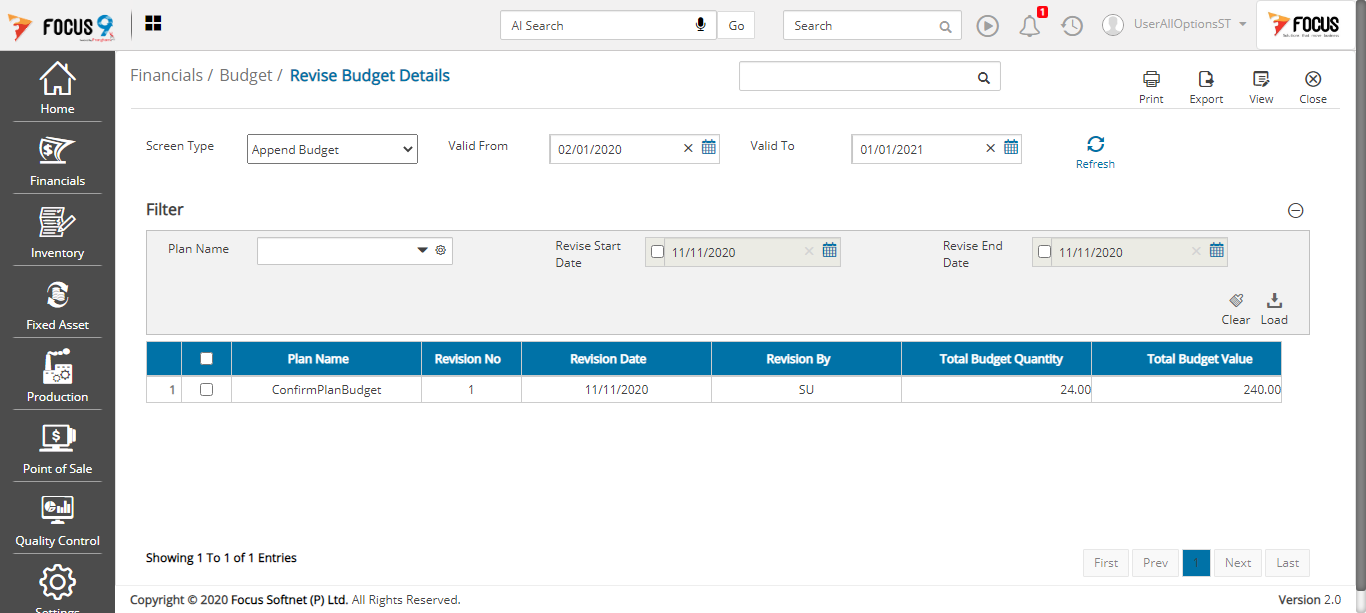 FOCUS 9
AI Search
Go
Search
1
UserAllOptionsST
FOCUS
Home
Financials
Inventory
Fixed Asset
Production
Point of Sale
Quality Control
Settings
Financials / Budget / Revise Budget Details
Print
Export
View
Close
Screen Type
Append Budget
Valid From
02/01/2020
Valid To
01/01/2021
Refresh
Filter
Plan Name
Revise Start
Date
11/11/2020
Revise End
Date
11/11/2020
Clear
Load
Plan Name Revision No Revision Date Revision By Total Budget Quantity Total Budget Value
1 ConfirmPlanBudget 1 11/11/2020 SU 24.00 240.00
Showing 1 To 1 of 1 Entries
First Prev 1 Next Last
Copyright © 2020 Focus Softnet (P) Ltd. All Rights Reserved.
Version 2.0